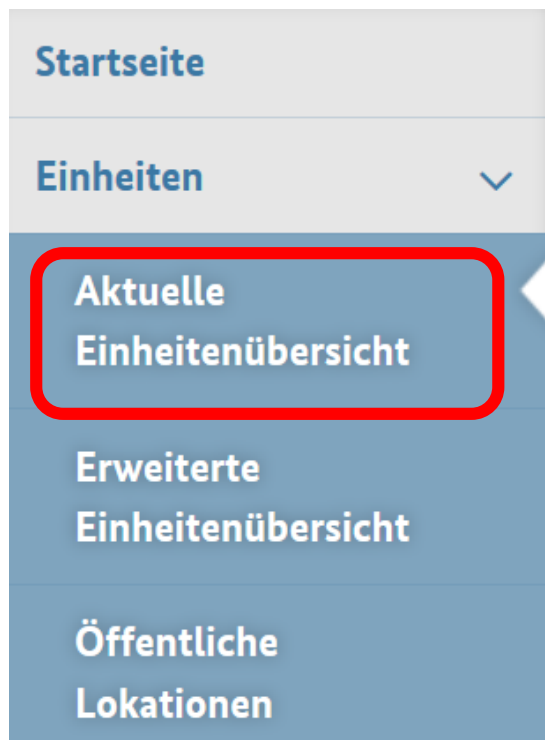 Startseite
Einheiten
Aktuelle
Einheitenübersicht
Erweiterte
Einheitenübersicht
Öffentliche
Lokationen